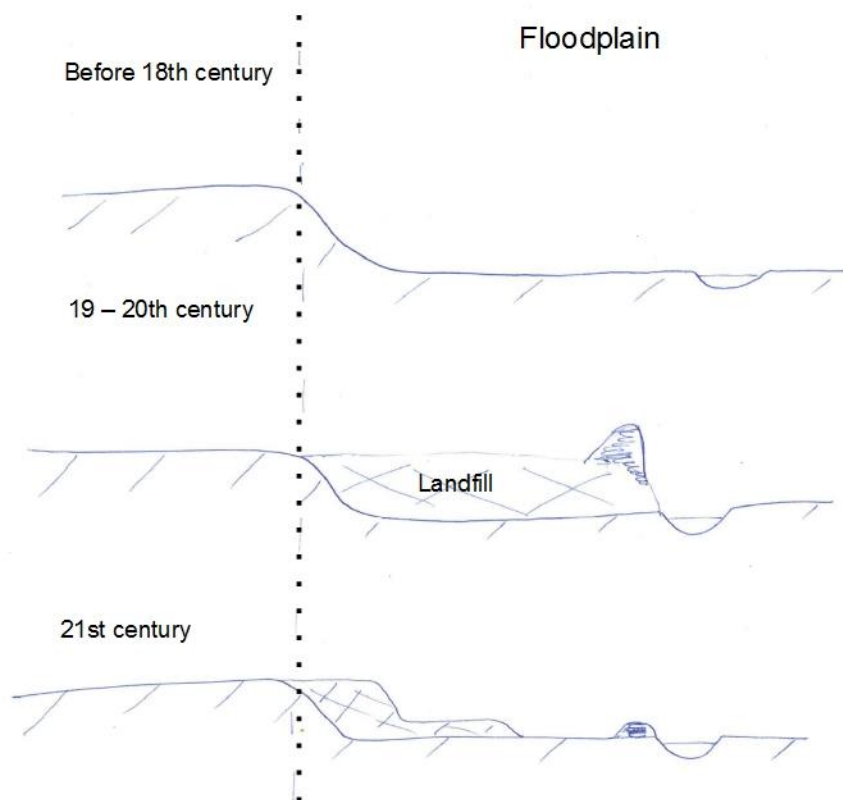 Floodplain
Before 18th century
19 – 20th century
Landfill
21st century